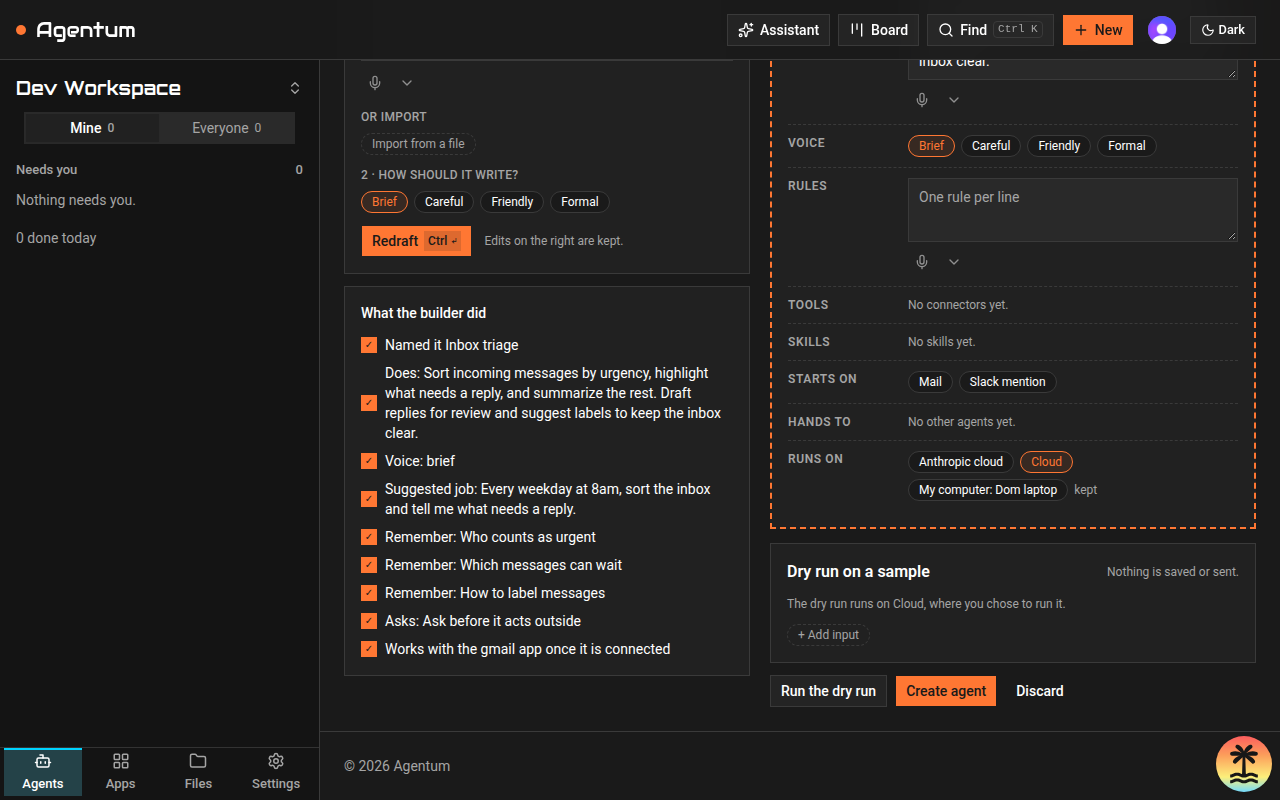 Agentum
Assistant
Board
Find Ctrl K
New
Dark
Dev Workspace
Mine 0
Everyone 0
Needs you 0
Nothing needs you.
0 done today
Agents
Apps
Files
Settings
OR IMPORT
Import from a file
2 · HOW SHOULD IT WRITE?
Brief Careful Friendly Formal
Redraft Ctrl ⏎ Edits on the right are kept.
What the builder did
Named it Inbox triage
Does: Sort incoming messages by urgency, highlight
what needs a reply, and summarize the rest. Draft
replies for review and suggest labels to keep the inbox
clear.
Voice: brief
Suggested job: Every weekday at 8am, sort the inbox
and tell me what needs a reply.
Remember: Who counts as urgent
Remember: Which messages can wait
Remember: How to label messages
Asks: Ask before it acts outside
Works with the gmail app once it is connected
inbox clear.
VOICE Brief Careful Friendly Formal
RULES One rule per line
TOOLS No connectors yet.
SKILLS No skills yet.
STARTS ON Mail Slack mention
HANDS TO No other agents yet.
RUNS ON Anthropic cloud Cloud
My computer: Dom laptop kept
Dry run on a sample Nothing is saved or sent.
The dry run runs on Cloud, where you chose to run it.
+ Add input
Run the dry run Create agent Discard
© 2026 Agentum